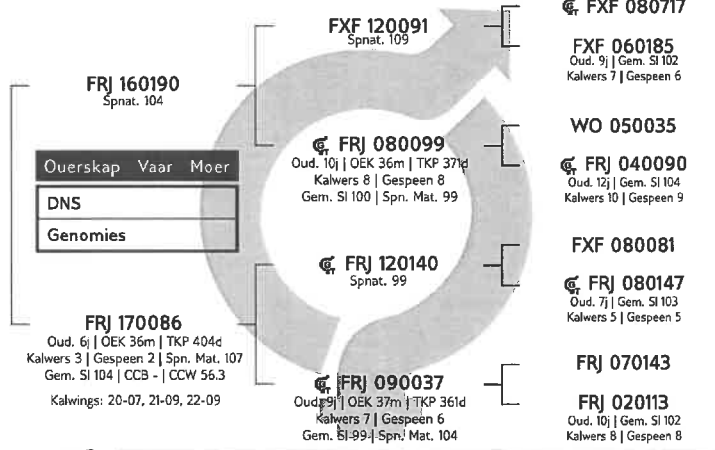 FXF 080717
FXF 120091
Spnat. 109
FXF 060185
Oud. 9j | Gem. SI 102
Kalwers 7 | Gespeen 6
FRJ 160190
Spnat. 104
WO 050035
FRJ 080099
Oud. 10j | OEK 36m | TKP 371d
Kalwers 8 | Gespeen 8
Gem. SI 100 | Spn. Mat. 99
FRJ 040090
Oud. 12j | Gem. SI 104
Kalwers 10 | Gespeen 9
Ouerskap Vaar Moer
DNS
Genomies
FXF 080081
FRJ 120140
Spnat. 99
FRJ 080147
Oud. 7j | Gem. SI 103
Kalwers 5 | Gespeen 5
FRJ 170086
Oud. 6j | OEK 36m | TKP 404d
Kalwers 3 | Gespeen 2 | Spn. Mat. 107
Gem. SI 104 | CCB - | CCW 56.3
Kalwings: 20-07, 21-09, 22-09
FRJ 070143
FRJ 090037
Oud. 9j | OEK 37m | TKP 361d
Kalwers 7 | Gespeen 6
Gem. SI 99 | Spn. Mat. 104
FRJ 020113
Oud. 10j | Gem. SI 102
Kalwers 8 | Gespeen 8